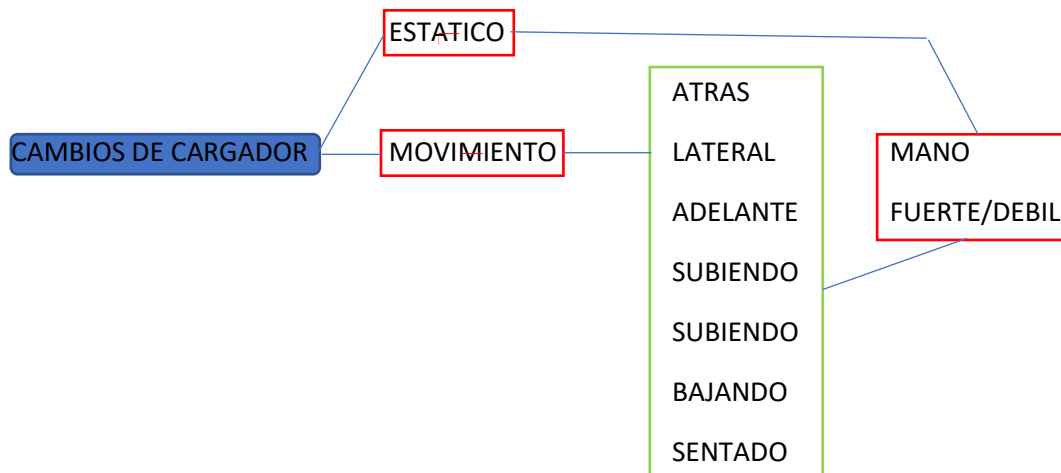 ESTATICO
CAMBIOS DE CARGADOR
MOVIMIENTO
ATRAS
LATERAL
ADELANTE
SUBIENDO
SUBIENDO
BAJANDO
SENTADO
MANO
FUERTE/DEBIL